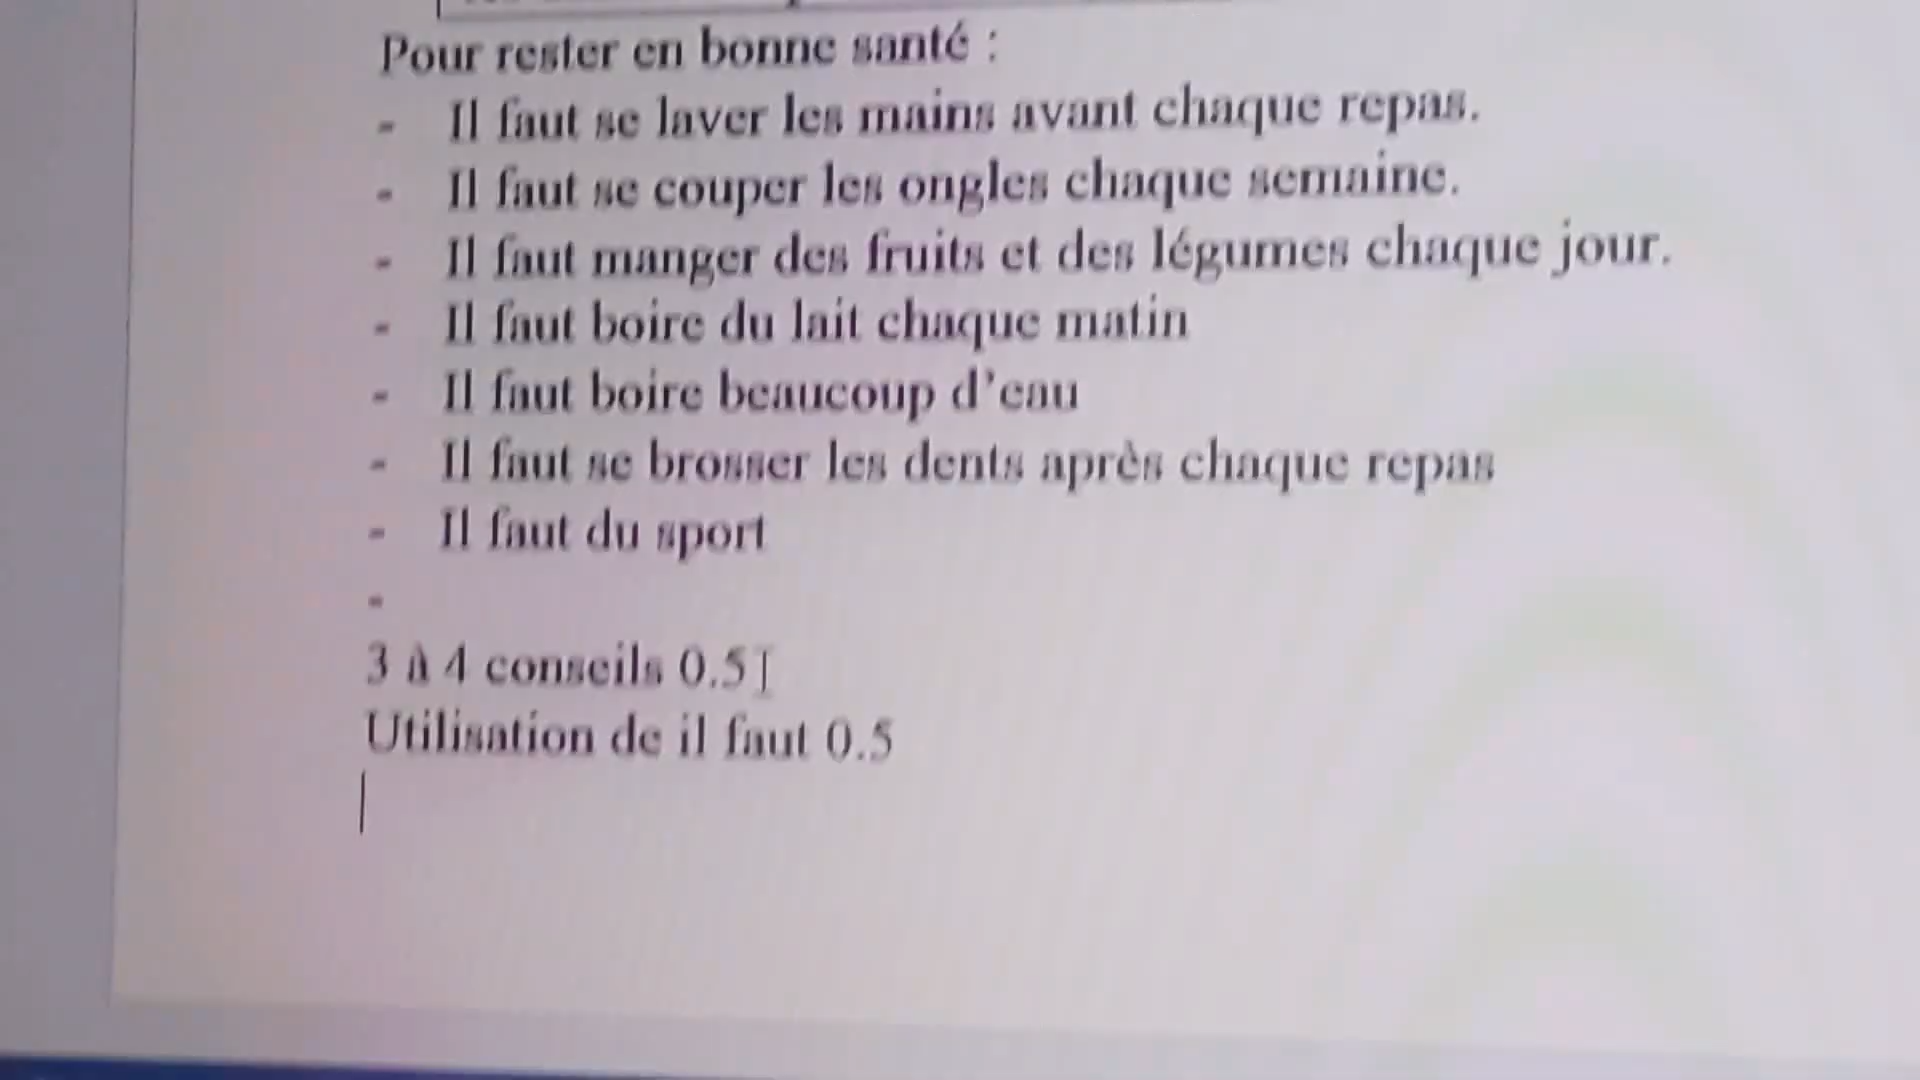 Pour rester en bonne santé :
- Il faut se laver les mains avant chaque repas.
- Il faut se couper les ongles chaque semaine.
- Il faut manger des fruits et des légumes chaque jour.
- Il faut boire du lait chaque matin
- Il faut boire beaucoup d’eau
- Il faut se brosser les dents après chaque repas
- Il faut du sport
-
3 à 4 conseils 0.5
Utilisation de il faut 0.5